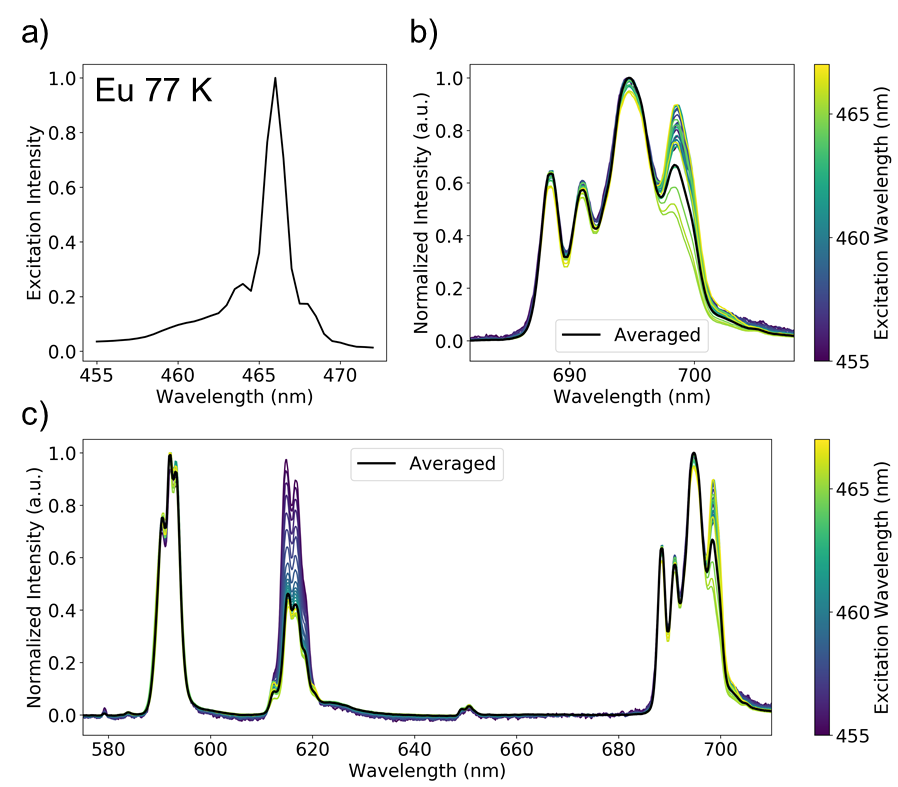 a)
b)
Eu 77 K
Excitation Intensity
1.0
0.8
0.6
0.4
0.2
0.0
455
460
465
470
Wavelength (nm)
Normalized Intensity (a.u.)
1.0
0.8
0.6
0.4
0.2
0.0
Averaged
690
700
Wavelength (nm)
465
460
455
Excitation Wavelength (nm)
c)
Normalized Intensity (a.u.)
1.0
0.8
0.6
0.4
0.2
0.0
Averaged
580
600
620
640
660
680
700
Wavelength (nm)
465
460
455
Excitation Wavelength (nm)